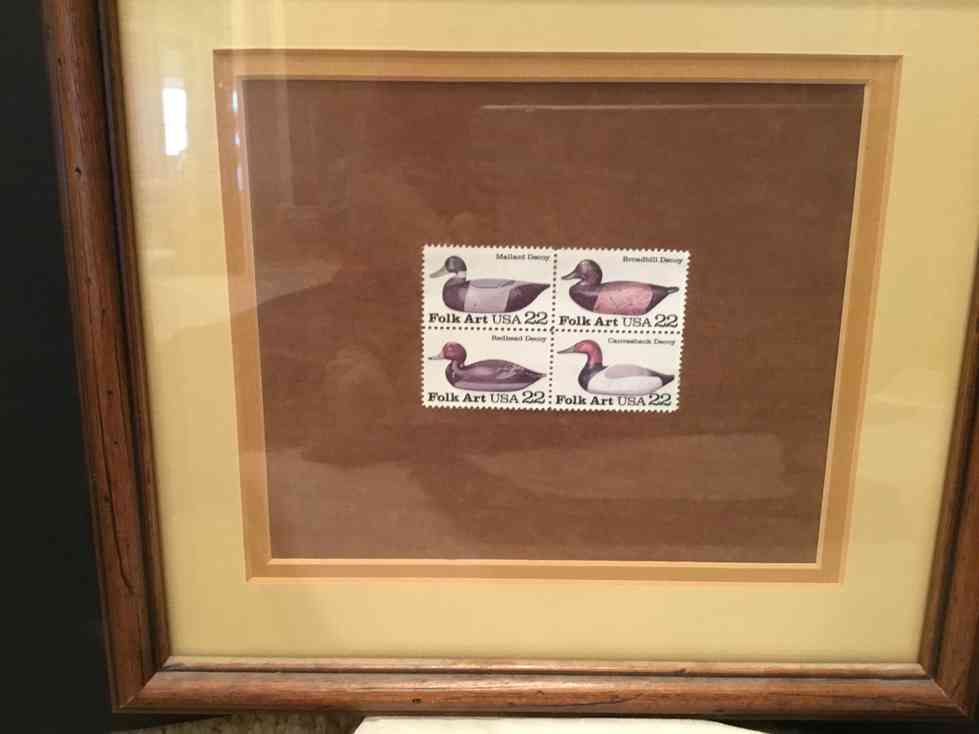 Mallard Decoy
Folk Art USA 22
Broadbill Decoy
Folk Art USA 22
Redhead Decoy
Folk Art USA 22
Canvasback Decoy
Folk Art USA 22